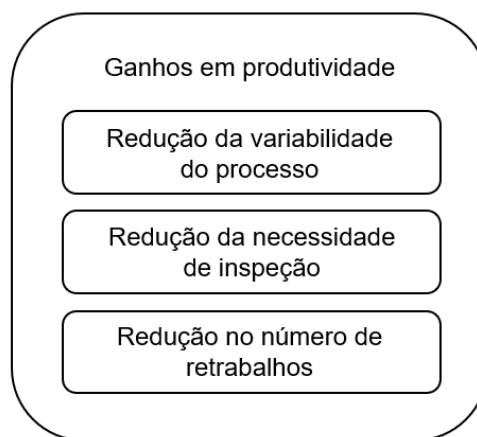 Ganhos em produtividade
Redução da variabilidade
do processo
Redução da necessidade
de inspeção
Redução no número de
retrabalhos